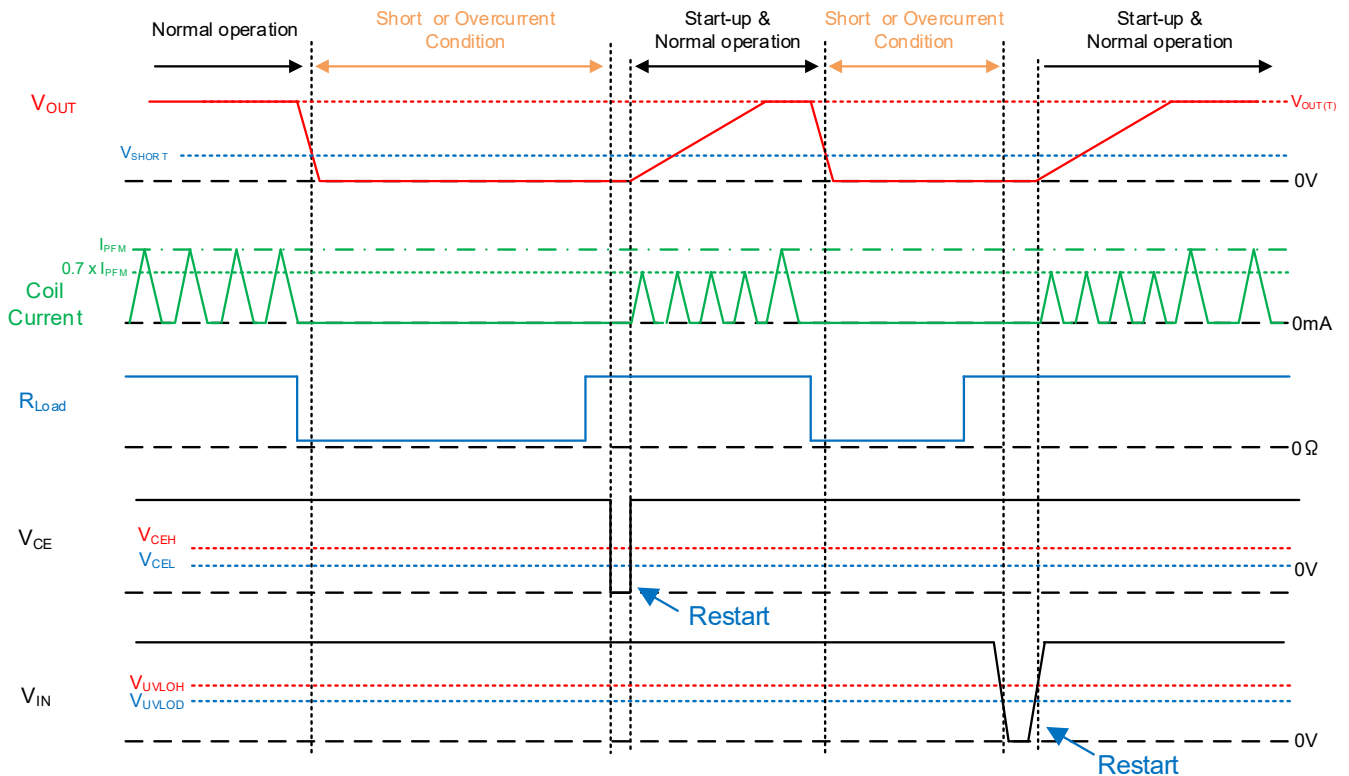 Normal operation
Short or Overcurrent
Condition
Start-up &
Normal operation
Short or Overcurrent
Condition
Start-up &
Normal operation
VOUT
VOUT(T)
VSHORT
0V
IPFM
0.7 x IPFM
Coil
Current
0mA
RLoad
0 Ω
VCE
VCEH
VCEL
0V
Restart
VIN
VUVLOH
VUVLOD
0V
Restart